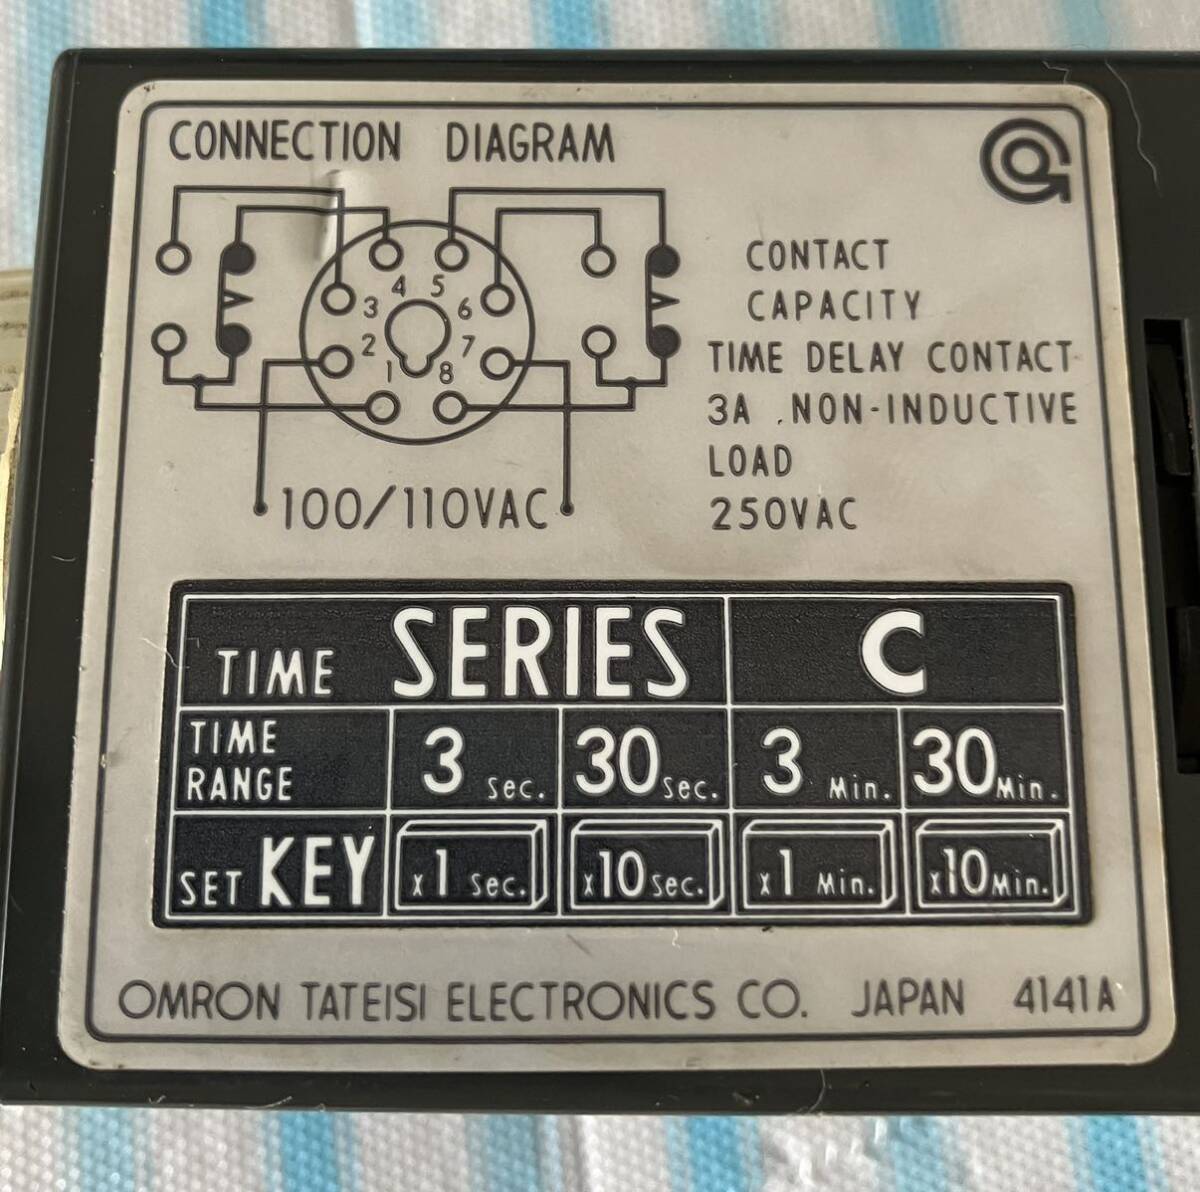 CONNECTION DIAGRAM
4 5
3 6
2 7
1 8
100/110VAC
CONTACT
CAPACITY
TIME DELAY CONTACT
3A NON-INDUCTIVE
LOAD
250VAC
TIME SERIES C
TIME RANGE 3 Sec. 30 Sec. 3 Min. 30 Min.
SET KEY x1 Sec. x10 Sec. x1 Min. x10 Min.
OMRON TATEISI ELECTRONICS CO. JAPAN 4141A